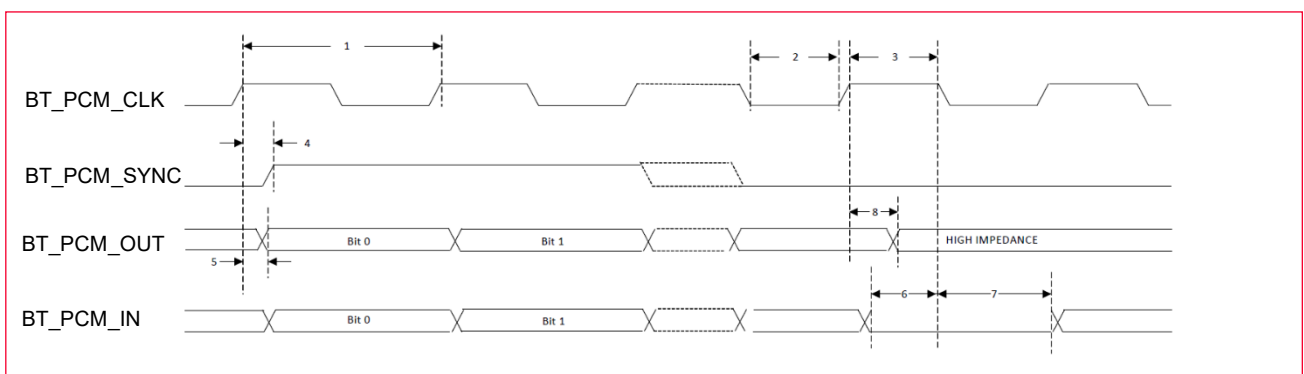 1
2
3
BT_PCM_CLK
4
BT_PCM_SYNC
8
BT_PCM_OUT
Bit 0
Bit 1
HIGH IMPEDANCE
5
6
7
BT_PCM_IN
Bit 0
Bit 1